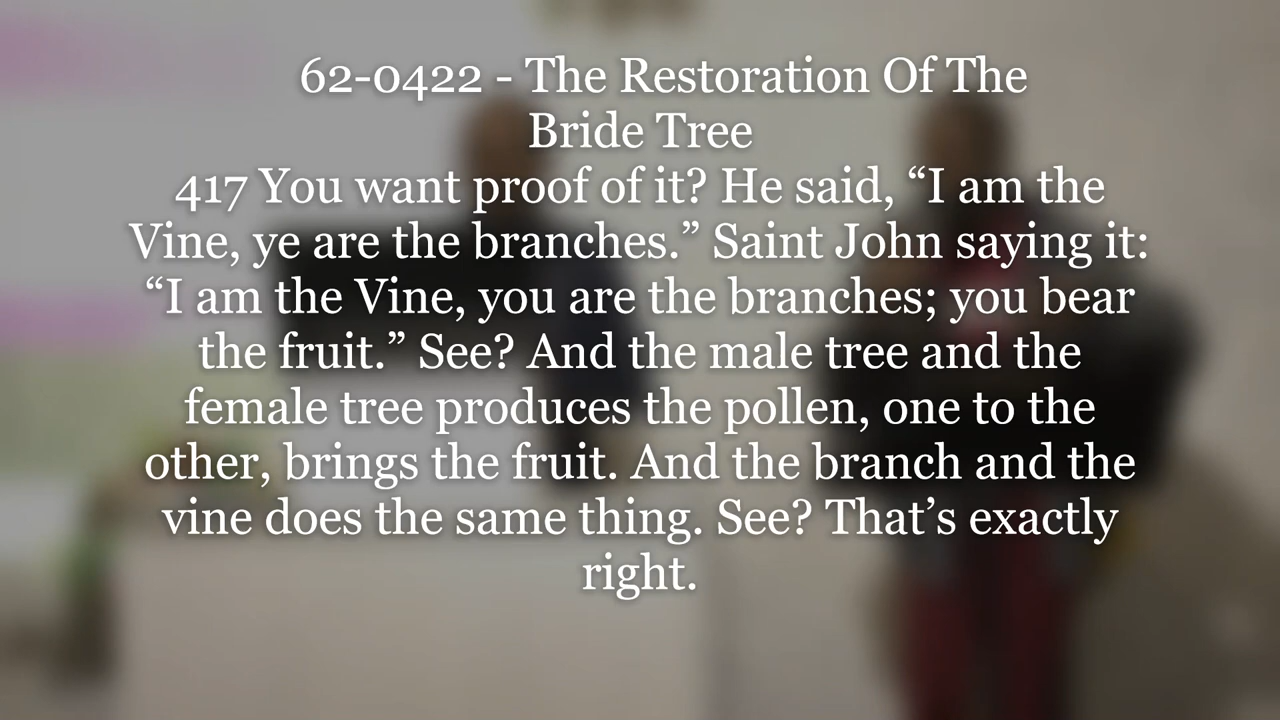 62-0422 - The Restoration Of The
Bride Tree
417 You want proof of it? He said, “I am the
Vine, ye are the branches.” Saint John saying it:
“I am the Vine, you are the branches; you bear
the fruit.” See? And the male tree and the
female tree produces the pollen, one to the
other, brings the fruit. And the branch and the
vine does the same thing. See? That’s exactly
right.